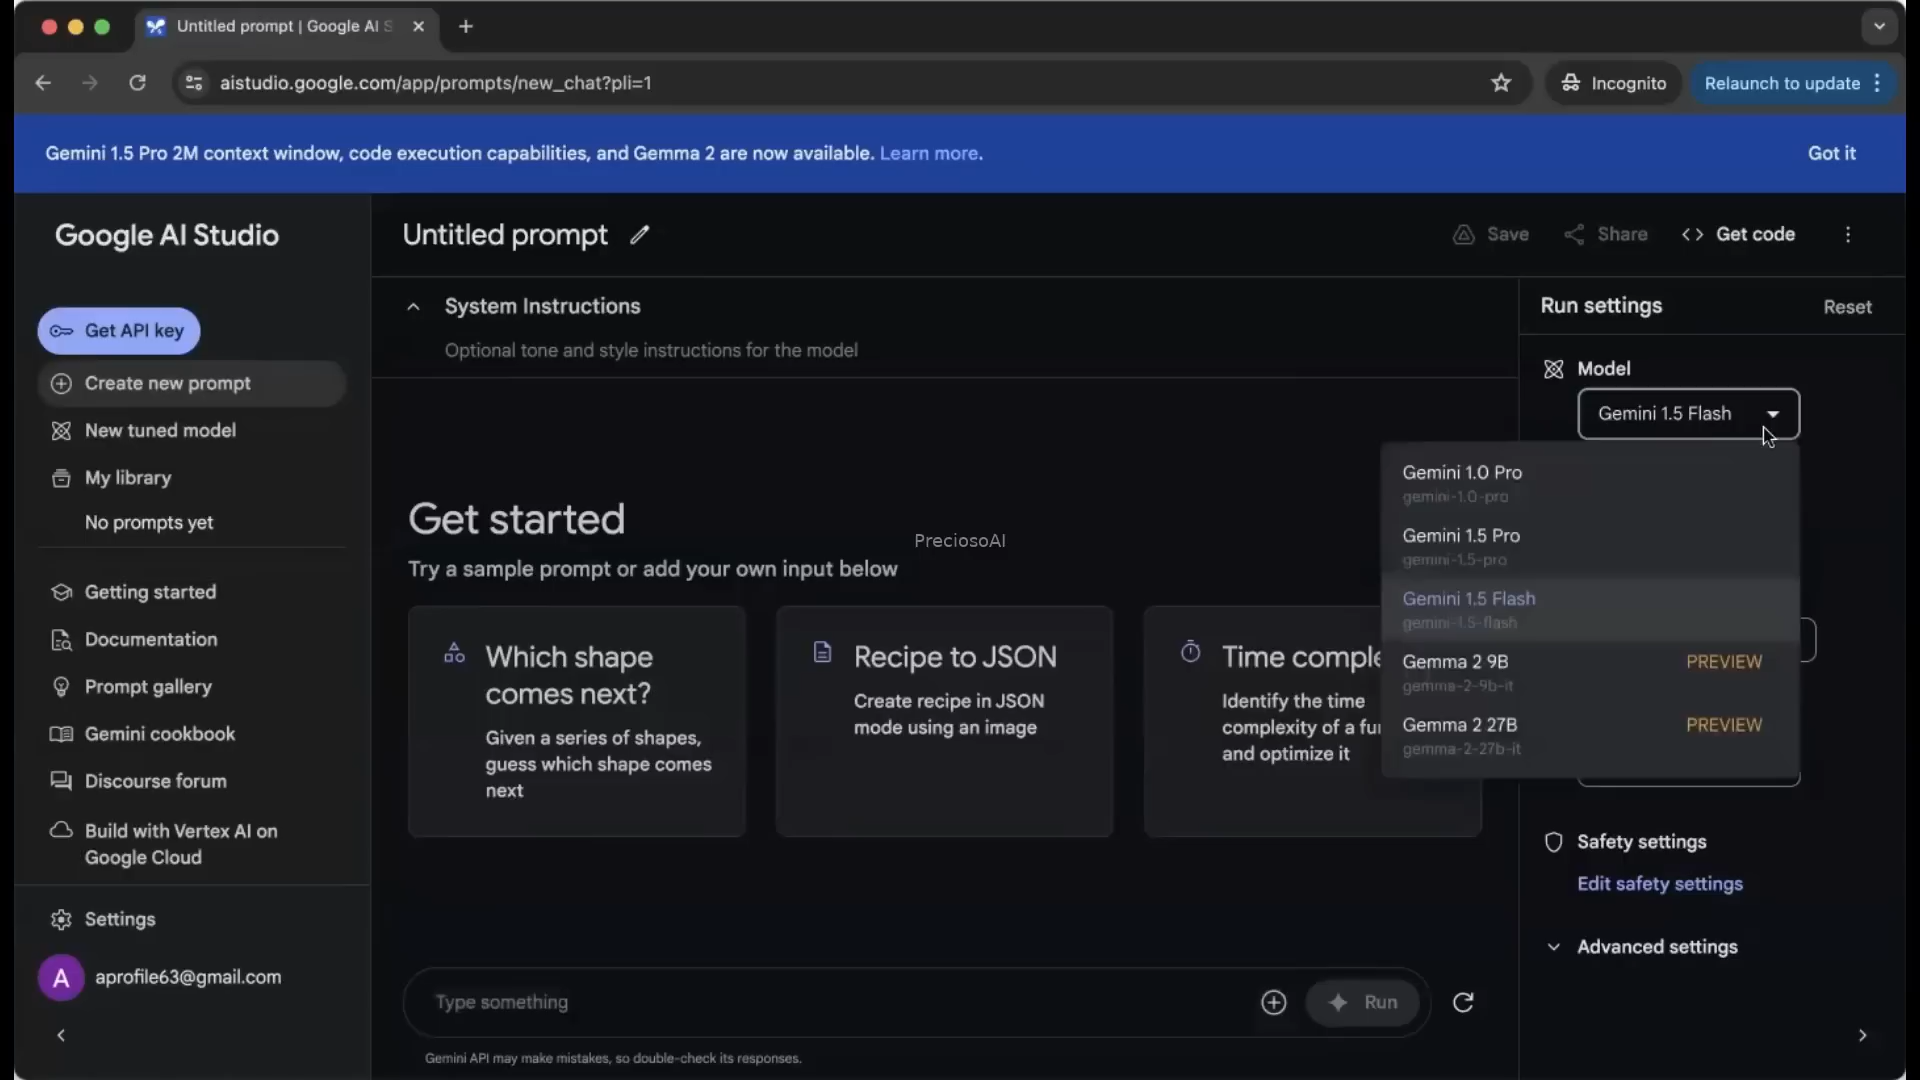 Untitled prompt | Google AI S
aistudio.google.com/app/prompts/new_chat?pli=1
Incognito
Relaunch to update
Gemini 1.5 Pro 2M context window, code execution capabilities, and Gemma 2 are now available. Learn more.
Got it
Google AI Studio
Get API key
Create new prompt
New tuned model
My library
No prompts yet
Getting started
Documentation
Prompt gallery
Gemini cookbook
Discourse forum
Build with Vertex AI on
Google Cloud
Settings
A
aprofile63@gmail.com
Untitled prompt
Save
Share
Get code
System Instructions
Optional tone and style instructions for the model
Get started
PreciosoAI
Try a sample prompt or add your own input below
Which shape
comes next?
Given a series of shapes,
guess which shape comes
next
Recipe to JSON
Create recipe in JSON
mode using an image
Time comple
Identify the time
complexity of a fu
and optimize it
Type something
Run
Gemini API may make mistakes, so double-check its responses.
Run settings
Reset
Model
Gemini 1.5 Flash
Gemini 1.0 Pro
gemini-1.0-pro
Gemini 1.5 Pro
gemini-1.5-pro
Gemini 1.5 Flash
gemini-1.5-flash
Gemma 2 9B
PREVIEW
gemma-2-9b-it
Gemma 2 27B
PREVIEW
gemma-2-27b-it
Safety settings
Edit safety settings
Advanced settings